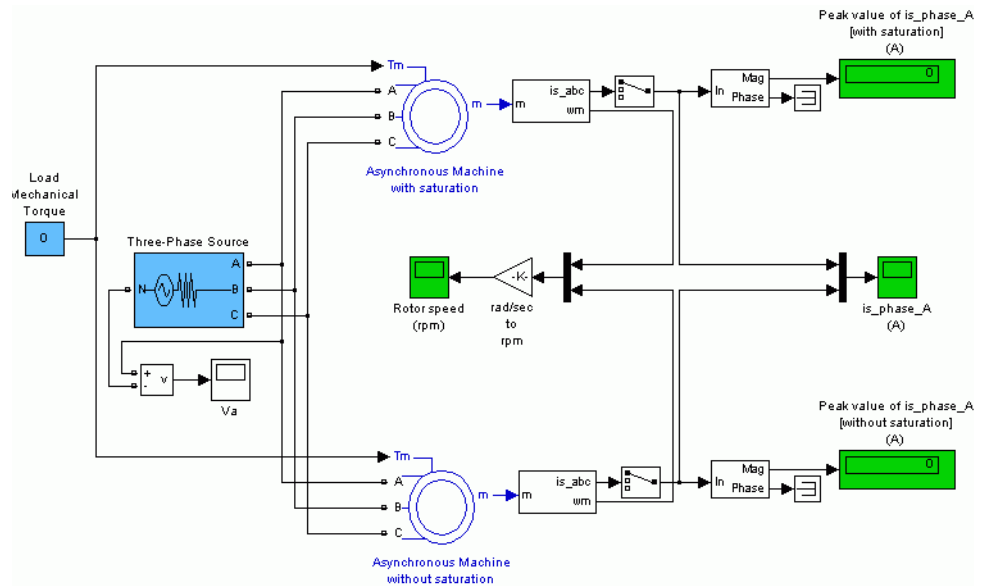 Peak value of is_phase_A
[with saturation]
(A)
0
Tm
A
B
C
m
m
is_abc
wm
In
Mag
Phase
Asynchronous Machine
with saturation
Load
Mechanical
Torque
0
Three-Phase Source
N
A
B
C
Rotor speed
(rpm)
-K-
rad/sec
to
rpm
is_phase_A
(A)
+
-
v
Va
Peak value of is_phase_A
[without saturation]
(A)
0
Tm
A
B
C
m
m
is_abc
wm
In
Mag
Phase
Asynchronous Machine
without saturation